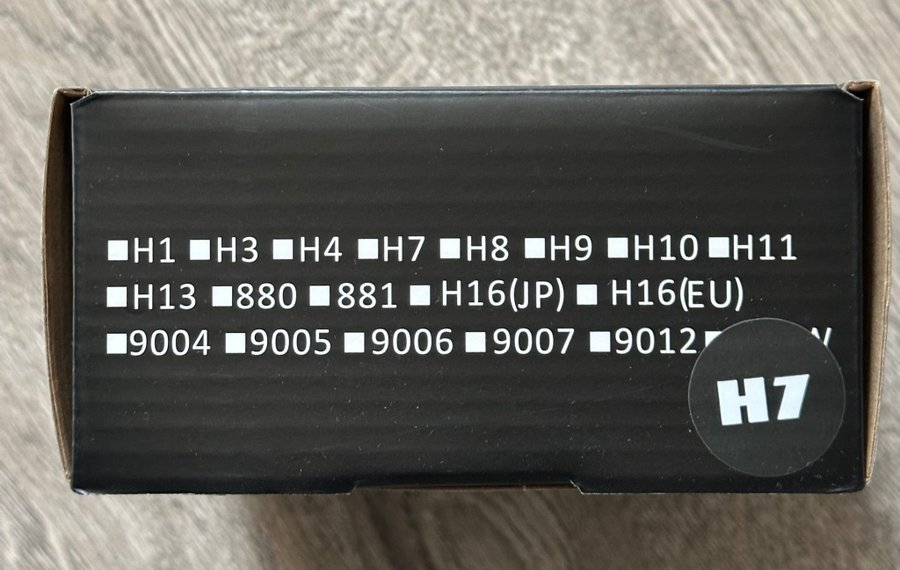 ■H1 ■H3 ■H4 ■H7 ■H8 ■H9 ■H10 ■H11
■H13 ■880 ■881 ■ H16(JP) ■ H16(EU)
■9004 ■9005 ■9006 ■9007 ■9012 ■
H7